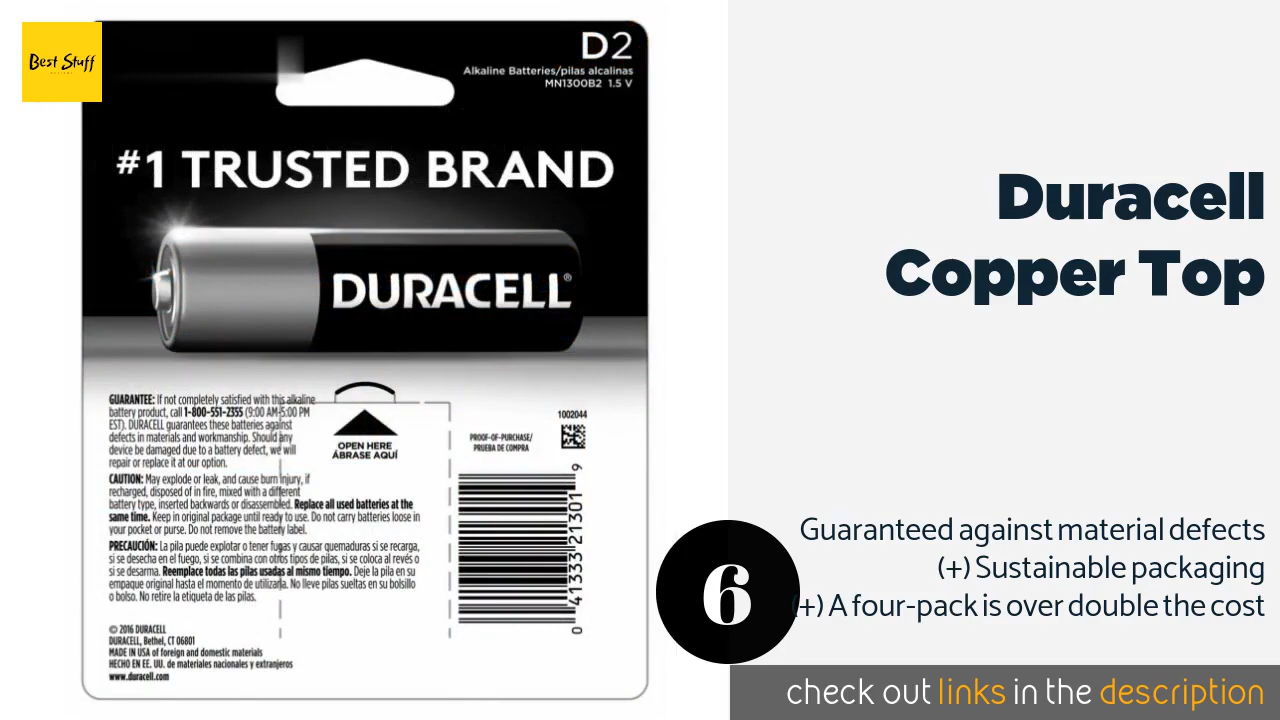 Best Stuff
D2
Alkaline Batteries/pilas alcalinas
MN1300B2 1.5 V
#1 TRUSTED BRAND
DURACELL®
GUARANTEE: If not completely satisfied with this alkaline
battery product, call 1-800-551-2355 (9:00 AM-5:00 PM
EST). DURACELL guarantees these batteries against
defects in materials and workmanship. Should any
device be damaged due to a battery defect, we will
repair or replace it at our option.
CAUTION: May explode or leak, and cause burn injury, if
recharged, disposed of in fire, mixed with a different
battery type, inserted backwards or disassembled. Replace all used batteries at the
same time. Keep in original package until ready to use. Do not carry batteries loose in
your pocket or purse. Do not remove the battery label.
PRECAUCIÓN: La pila puede explotar o tener fugas y causar quemaduras si se recarga,
si se desecha en el fuego, si se combina con otros tipos de pilas, si se coloca al revés o
si se desarma. Reemplace todas las pilas usadas al mismo tiempo. Deje la pila en su
empaque original hasta el momento de utilizarla. No lleve pilas sueltas en su bolsillo
o bolso. No retire la etiqueta de las pilas.
© 2016 DURACELL
DURACELL, Bethel, CT 06801
MADE IN USA of foreign and domestic materials
HECHO EN EE. UU. de materiales nacionales y extranjeros
www.duracell.com
OPEN HERE
ÁBRASE AQUÍ
PROOF-OF-PURCHASE/
PRUEBA DE COMPRA
1002044
0 41333 21301 9
Duracell
Copper Top
6
Guaranteed against material defects
(+) Sustainable packaging
(+) A four-pack is over double the cost
check out links in the description